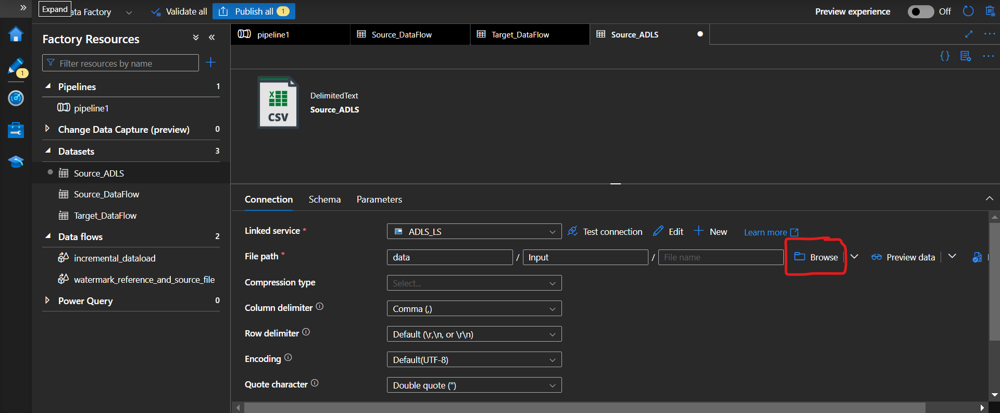 Expand
ata Factory
Validate all
Publish all 1
Preview experience
Off
1
Factory Resources
Filter resources by name
Pipelines 1
pipeline1
Change Data Capture (preview) 0
Datasets 3
Source_ADLS
Source_DataFlow
Target_DataFlow
Data flows 2
incremental_dataload
watermark_reference_and_source_file
Power Query 0
pipeline1
Source_DataFlow
Target_DataFlow
Source_ADLS
{}
X
CSV
DelimitedText
Source_ADLS
Connection Schema Parameters
Linked service * ADLS_LS Test connection Edit New Learn more
File path * data / Input / File name Browse Preview data
Compression type Select...
Column delimiter Comma (,)
Row delimiter Default (\r,\n, or \r\n)
Encoding Default(UTF-8)
Quote character Double quote (")